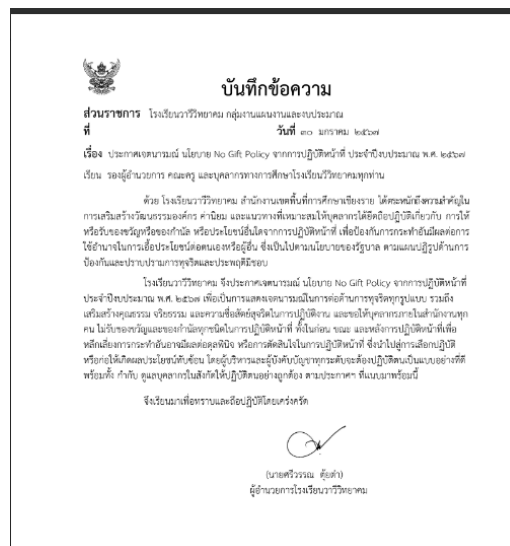 บันทึกข้อความ
ส่วนราชการ โรงเรียนวาวีวิทยาคม กลุ่มงานแผนงานและงบประมาณ
ที่ วันที่ ๓๐ มกราคม ๒๕๖๗
เรื่อง ประกาศเจตนารมณ์ นโยบาย No Gift Policy จากการปฏิบัติหน้าที่ ประจำปีงบประมาณ พ.ศ. ๒๕๖๗
เรียน รองผู้อำนวยการ คณะครู และบุคลากรทางการศึกษาโรงเรียนวาวีวิทยาคมทุกท่าน
ด้วย โรงเรียนวาวีวิทยาคม สำนักงานเขตพื้นที่การศึกษาเชียงราย ได้ตระหนักถึงความสำคัญใน
การเสริมสร้างวัฒนธรรมองค์กร ค่านิยม และแนวทางที่เหมาะสมให้บุคลากรได้ยึดถือปฏิบัติเกี่ยวกับ การให้
หรือรับของขวัญหรือของกำนัล หรือประโยชน์อื่นใดจากการปฏิบัติหน้าที่ เพื่อป้องกันการกระทำอันมีผลต่อการ
ใช้อำนาจในการเอื้อประโยชน์ต่อตนเองหรือผู้อื่น ซึ่งเป็นไปตามนโยบายของรัฐบาล ตามแผนปฏิรูปด้านการ
ป้องกันและปราบปรามการทุจริตและประพฤติมิชอบ
โรงเรียนวาวีวิทยาคม จึงประกาศเจตนารมณ์ นโยบาย No Gift Policy จากการปฏิบัติหน้าที่
ประจำปีงบประมาณ พ.ศ. ๒๕๖๗ เพื่อเป็นการแสดงเจตนารมณ์ในการต่อต้านการทุจริตทุกรูปแบบ รวมถึง
เสริมสร้างคุณธรรม จริยธรรม และความซื่อสัตย์สุจริตในการปฏิบัติงาน และขอให้บุคลากรภายในสำนักงานทุก
คน ไม่รับของขวัญและของกำนัลทุกชนิดในการปฏิบัติหน้าที่ ทั้งในก่อน ขณะ และหลังการปฏิบัติหน้าที่เพื่อ
หลีกเลี่ยงการกระทำอันอาจมีผลต่อดุลพินิจ หรือการตัดสินใจในการปฏิบัติหน้าที่ ซึ่งนำไปสู่การเลือกปฏิบัติ
หรือก่อให้เกิดผลประโยชน์ทับซ้อน โดยผู้บริหารและผู้บังคับบัญชาทุกระดับจะต้องปฏิบัติตนเป็นแบบอย่างที่ดี
พร้อมทั้ง กำกับ ดูแลบุคลากรในสังกัดให้ปฏิบัติตนอย่างถูกต้อง ตามประกาศฯ ที่แนบมาพร้อมนี้
จึงเรียนมาเพื่อทราบและถือปฏิบัติโดยเคร่งครัด
(นายศรีวรรณ ตุ้ยดำ)
ผู้อำนวยการโรงเรียนวาวีวิทยาคม